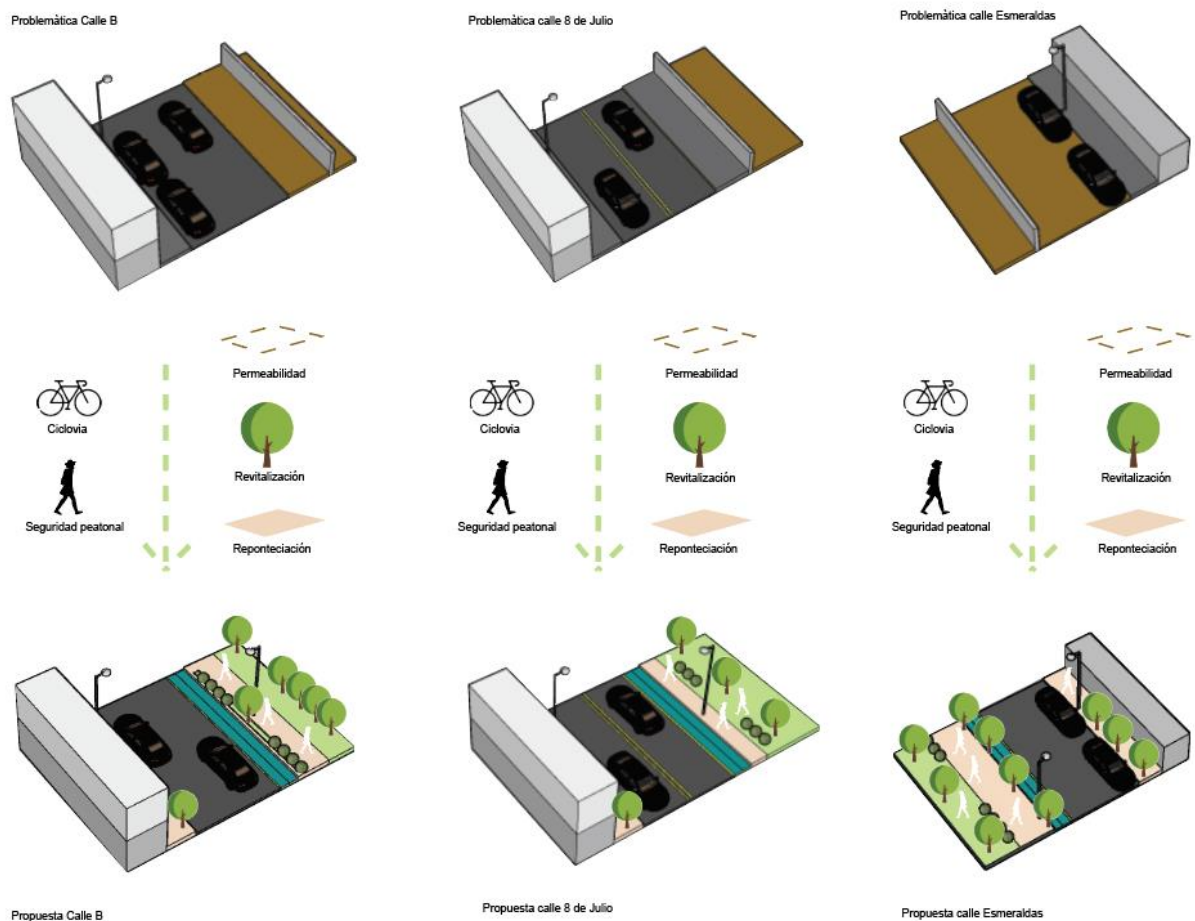 Problemàtica Calle B
Problemàtica calle 8 de Julio
Problemàtica calle Esmeraldas
Permeabilidad
Ciclovia
Revitalización
Seguridad peatonal
Reponteciación
Permeabilidad
Ciclovia
Revitalización
Seguridad peatonal
Reponteciación
Permeabilidad
Ciclovia
Revitalización
Seguridad peatonal
Reponteciación
Propuesta Calle B
Propuesta calle 8 de Julio
Propuesta calle Esmeraldas